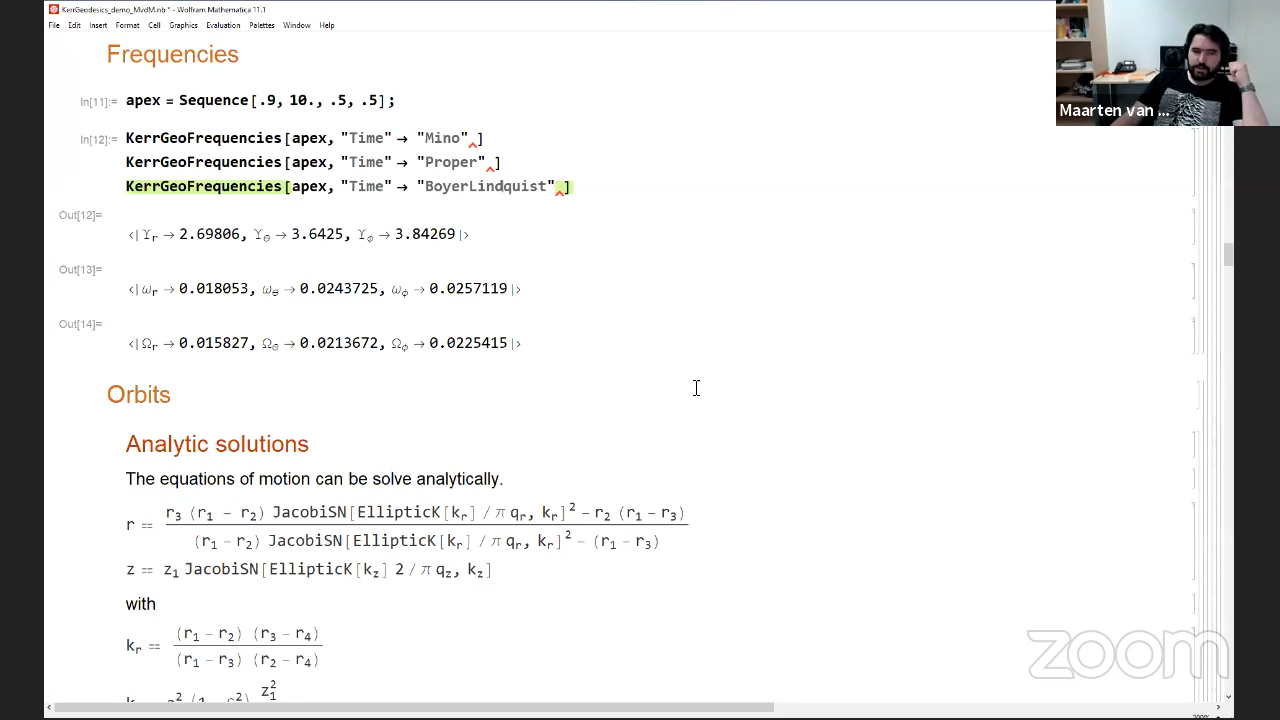 KerrGeodesics_demo_MvdM.nb * - Wolfram Mathematica 11.1
File Edit Insert Format Cell Graphics Evaluation Palettes Window Help
Frequencies
In[11]:= apex = Sequence[.9, 10., .5, .5];
In[12]:= KerrGeoFrequencies[apex, "Time" → "Mino" ]
KerrGeoFrequencies[apex, "Time" → "Proper" ]
KerrGeoFrequencies[apex, "Time" → "BoyerLindquist" ]
Out[12]= <|ϒr → 2.69806, ϒθ → 3.6425, ϒϕ → 3.84269|>
Out[13]= <|ωr → 0.018053, ωθ → 0.0243725, ωϕ → 0.0257119|>
Out[14]= <|Ωr → 0.015827, Ωθ → 0.0213672, Ωϕ → 0.0225415|>
Orbits
Analytic solutions
The equations of motion can be solve analytically.
r3 (r1 - r2) JacobiSN[EllipticK[kr] / π qr, kr]^2 - r2 (r1 - r3)
r ==
(r1 - r2) JacobiSN[EllipticK[kr] / π qr, kr]^2 - (r1 - r3)
z == z1 JacobiSN[EllipticK[kz] 2 / π qz, kz]
with
(r1 - r2) (r3 - r4)
kr ==
(r1 - r3) (r2 - r4)
z1^2
Maarten van ...
zoom